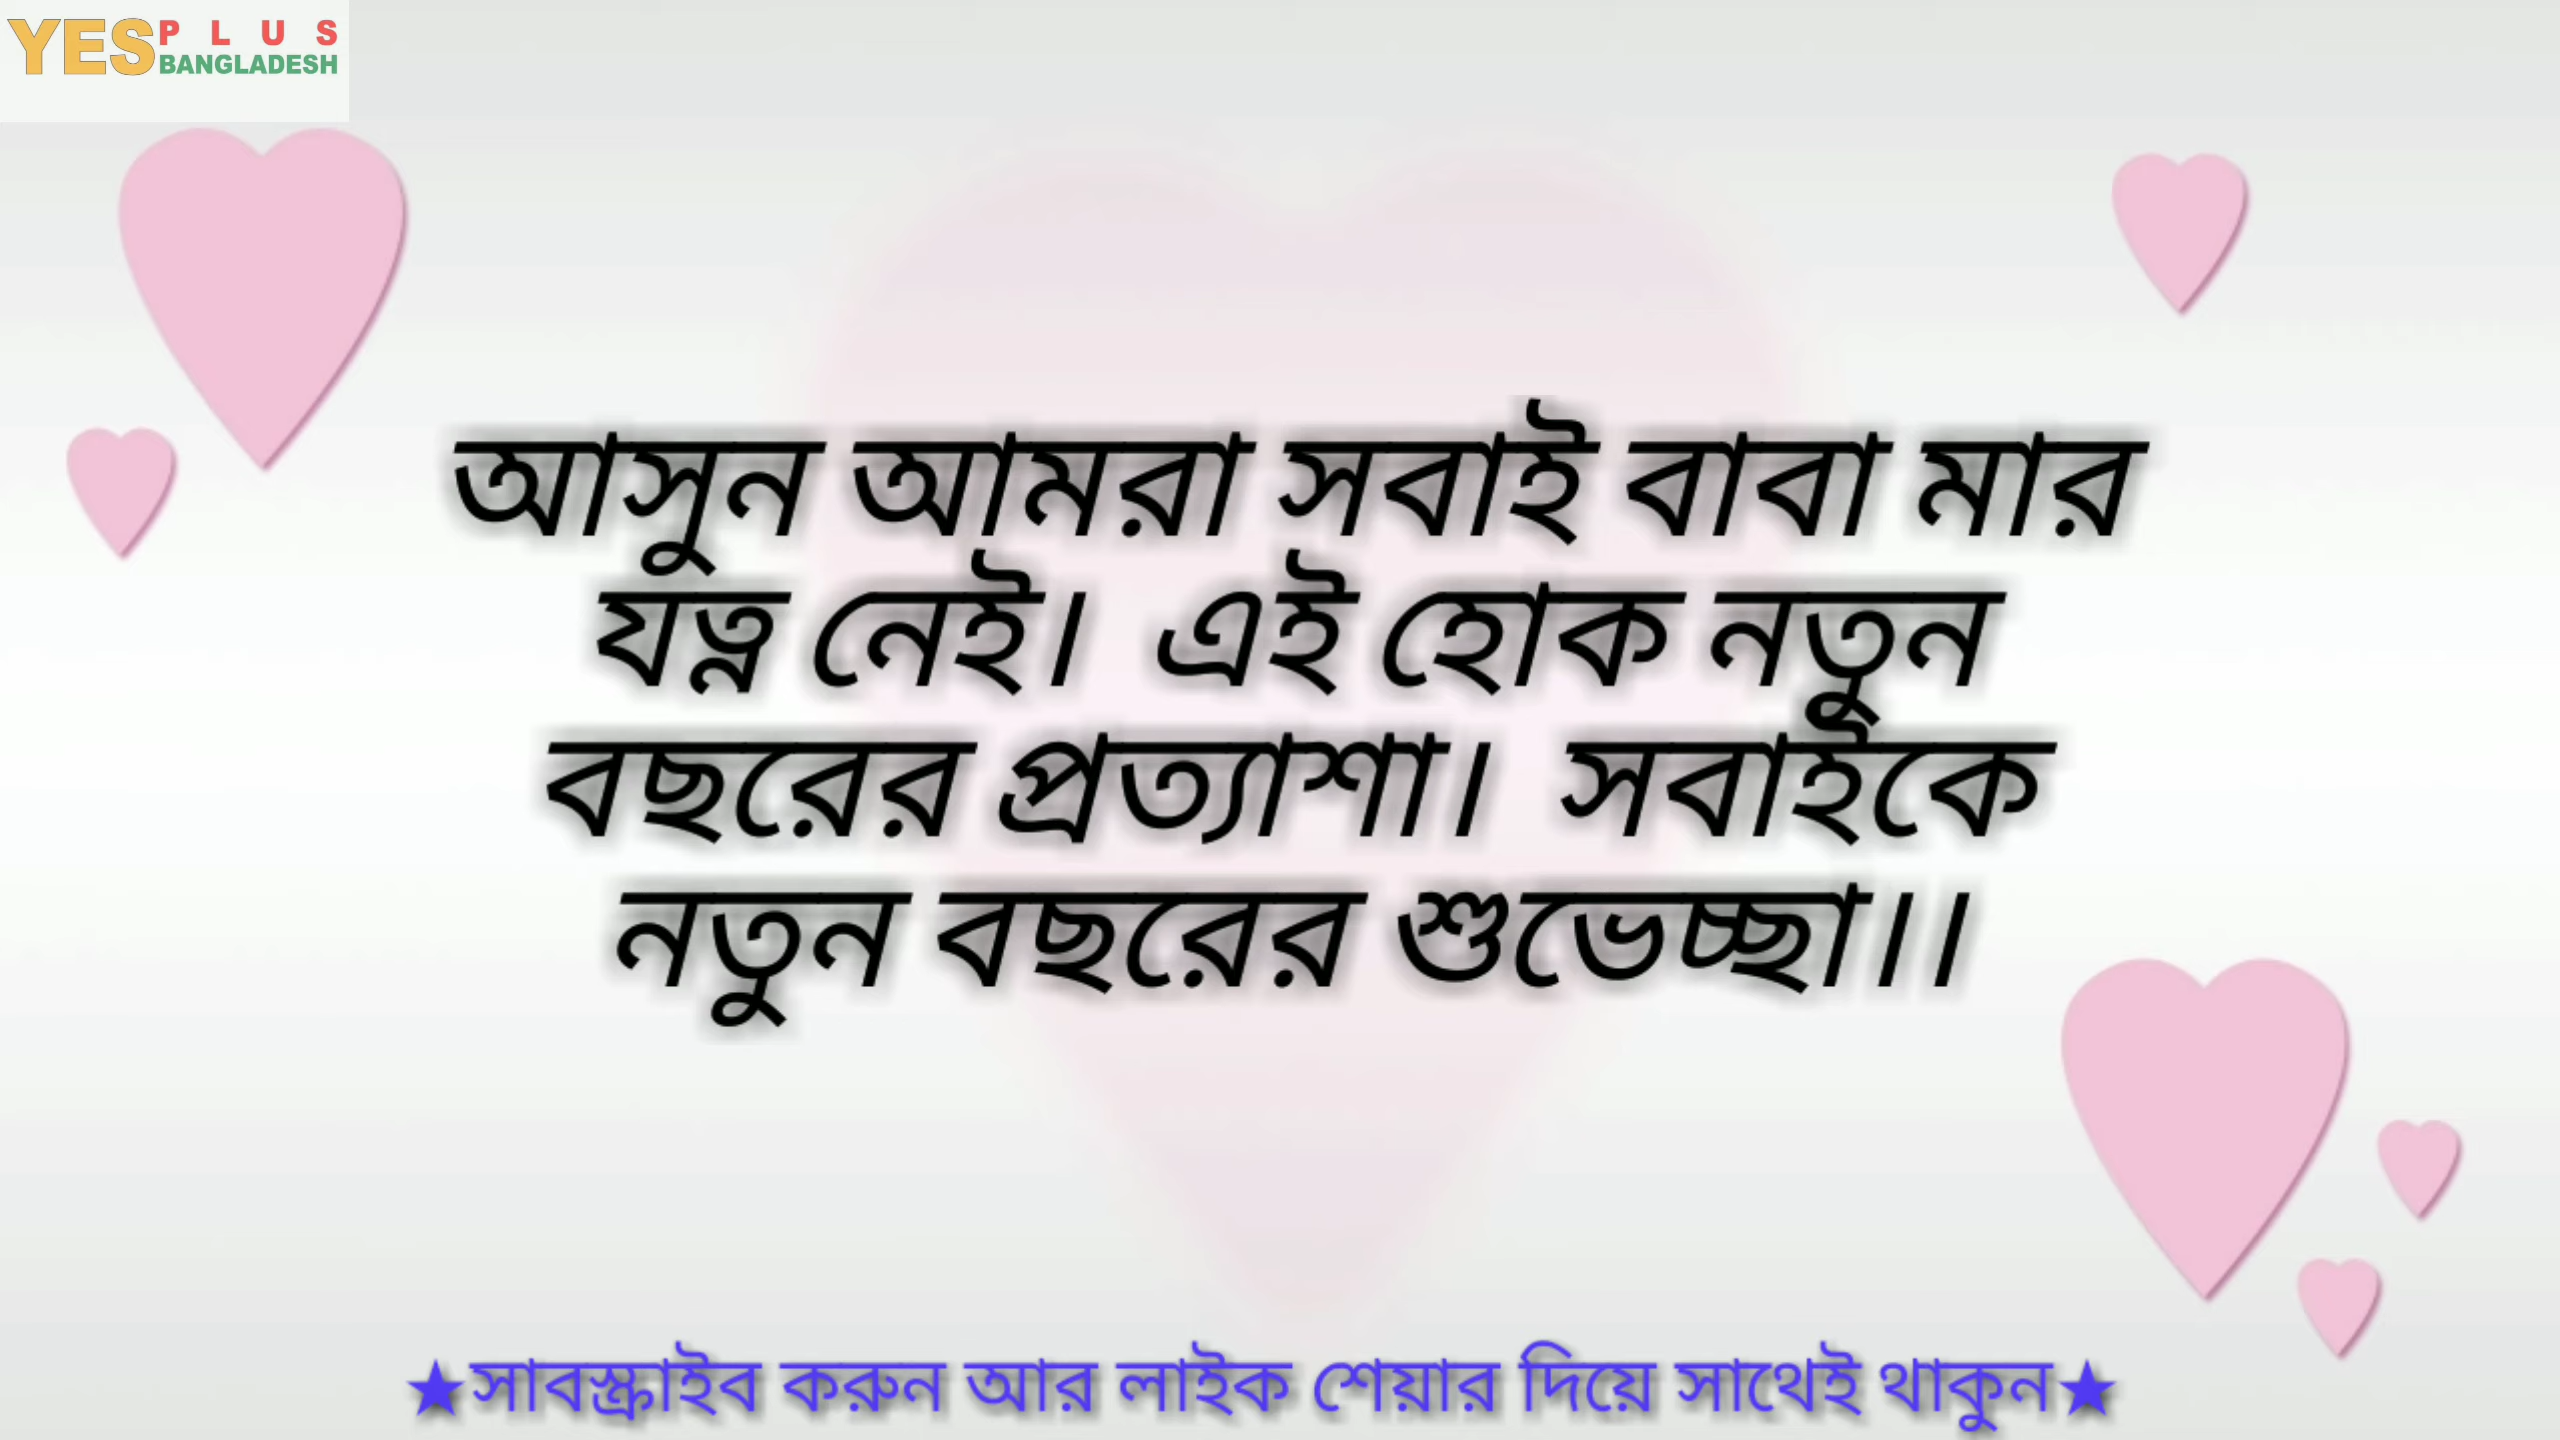 YES PLUS
BANGLADESH
আসুন আমরা সবাই বাবা মার
যত্ন নেই। এই হোক নতুন
বছরের প্রত্যাশা। সবাইকে
নতুন বছরের শুভেচ্ছা।।
★সাবস্ক্রাইব করুন আর লাইক শেয়ার দিয়ে সাথেই থাকুন★